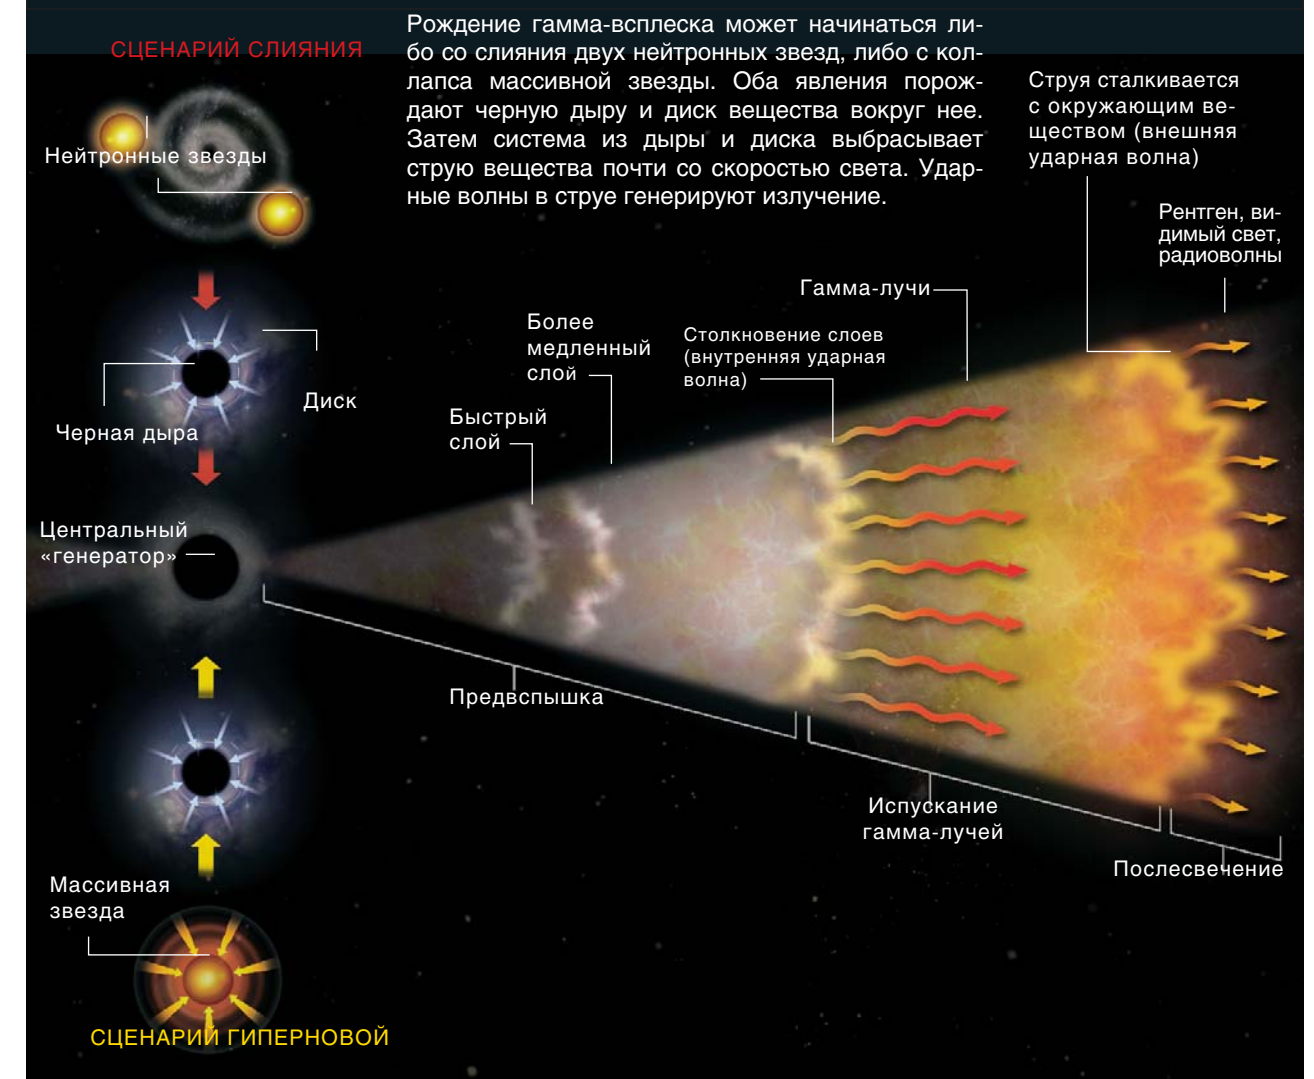 СЦЕНАРИЙ СЛИЯНИЯ
Рождение гамма-всплеска может начинаться ли-
бо со слияния двух нейтронных звезд, либо с кол-
лапса массивной звезды. Оба явления порож-
дают черную дыру и диск вещества вокруг нее.
Затем система из дыры и диска выбрасывает
струю вещества почти со скоростью света. Удар-
ные волны в струе генерируют излучение.
Струя сталкивается
с окружающим ве-
ществом (внешняя
ударная волна)
Нейтронные звезды
Рентген, ви-
димый свет,
радиоволны
Гамма-лучи
Более
медленный
слой
Столкновение слоев
(внутренняя ударная
волна)
Диск
Черная дыра
Быстрый
слой
Центральный
«генератор»
Предвспышка
Испускание
гамма-лучей
Послесвечение
Массивная
звезда
СЦЕНАРИЙ ГИПЕРНОВОЙ